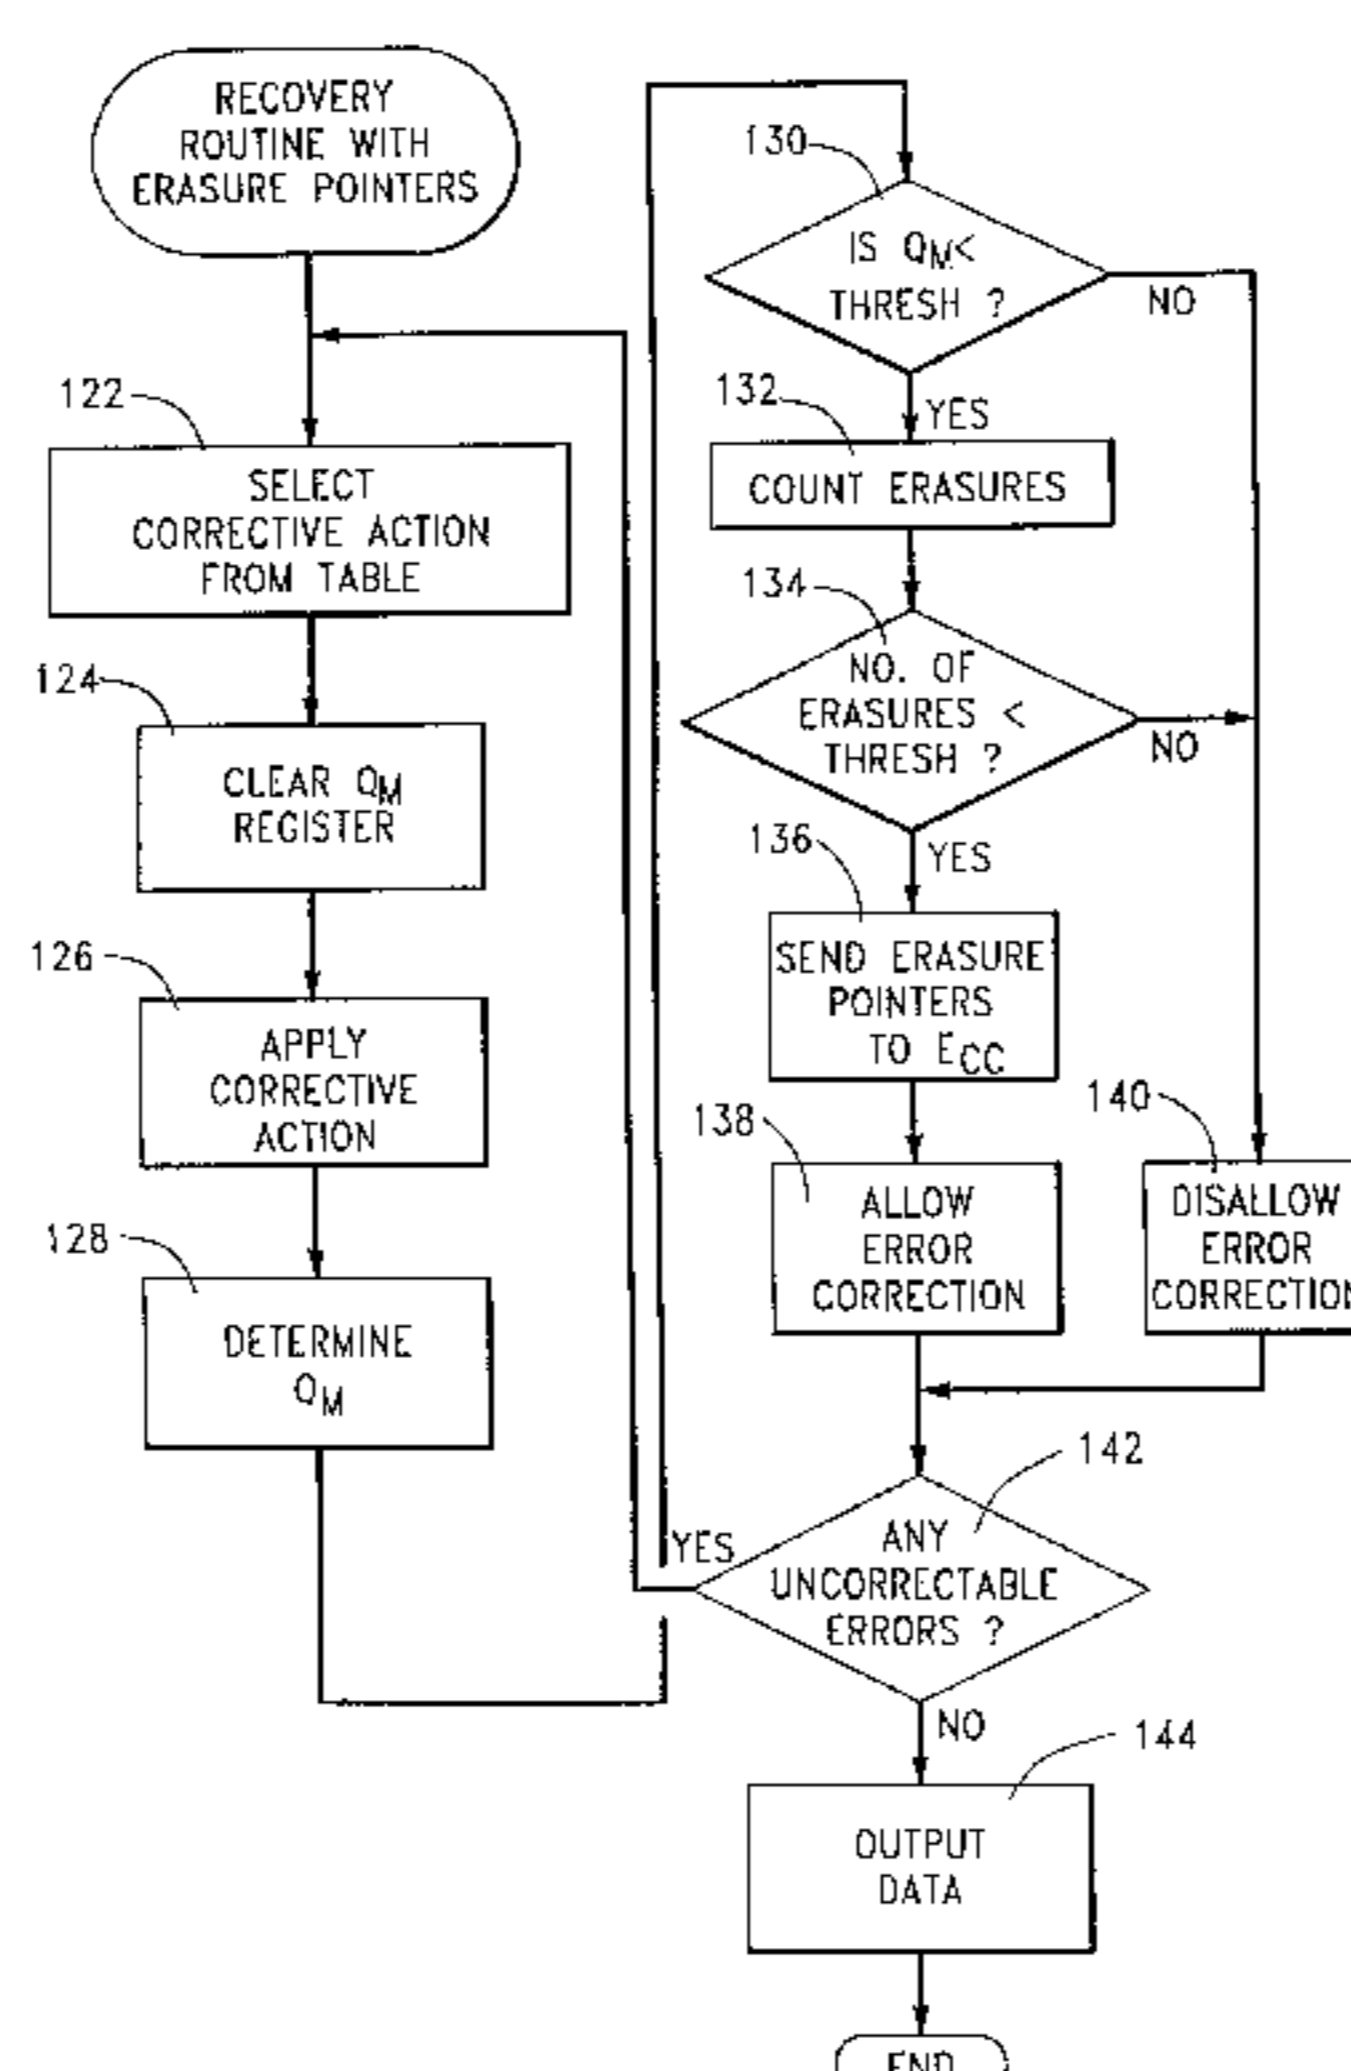 RECOVERY
ROUTINE WITH
ERASURE POINTERS
122
SELECT
CORRECTIVE ACTION
FROM TABLE
124
CLEAR QM
REGISTER
126
APPLY
CORRECTIVE
ACTION
128
DETERMINE
QM
130
IS QM<
THRESH ?
NO
YES
132
COUNT ERASURES
134
NO. OF
ERASURES <
THRESH ?
NO
YES
136
SEND ERASURE
POINTERS
TO ECC
138
ALLOW
ERROR
CORRECTION
140
DISALLOW
ERROR
CORRECTION
142
ANY
UNCORRECTABLE
ERRORS ?
YES
NO
144
OUTPUT
DATA
END